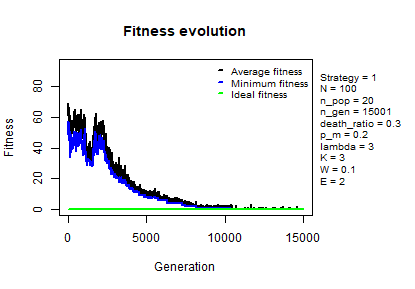 Fitness evolution
Fitness
80
60
40
20
0
Average fitness
Minimum fitness
Ideal fitness
Strategy = 1
N = 100
n_pop = 20
n_gen = 15001
death_ratio = 0.3
p_m = 0.2
lambda = 3
K = 3
W = 0.1
E = 2
0 5000 10000 15000
Generation